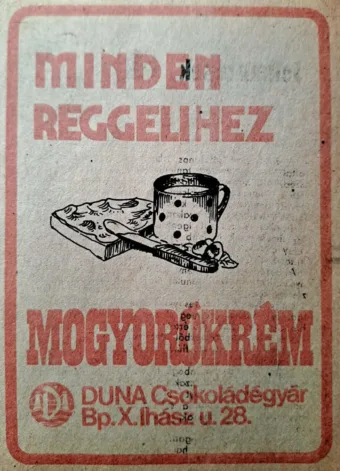 MINDEN
REGGELIHEZ
MOGYORÓKRÉM
DUNA Csokoládégyár
Bp. X. Ihász u. 28.